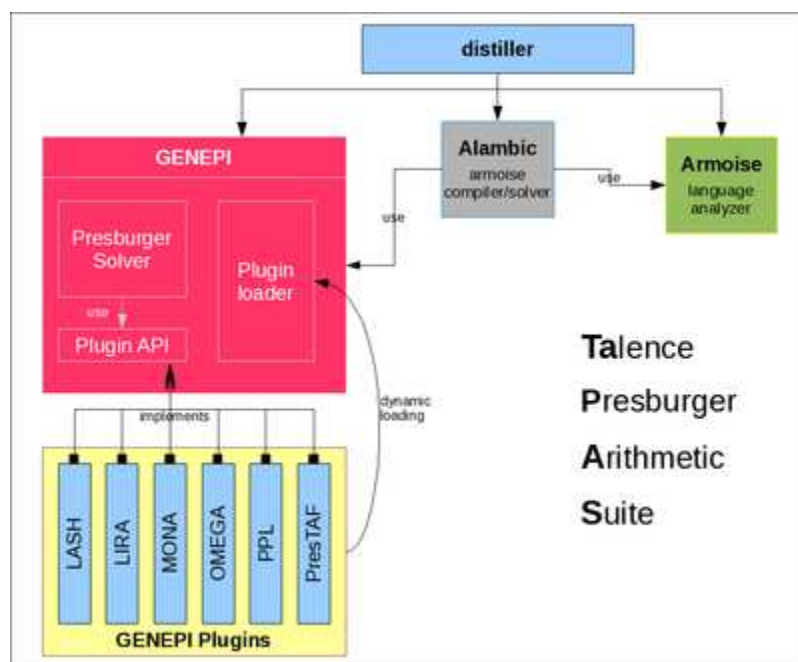 distiller
GENEPI
Alambic
armoise
compiler/solver
Armoise
language
analyzer
use
use
Presburger
Solver
Plugin
loader
use
Plugin API
implements
dynamic
loading
Talence
Presburger
Arithmetic
Suite
LASH
LIRA
MONA
OMEGA
PPL
PresTAF
GENEPI Plugins